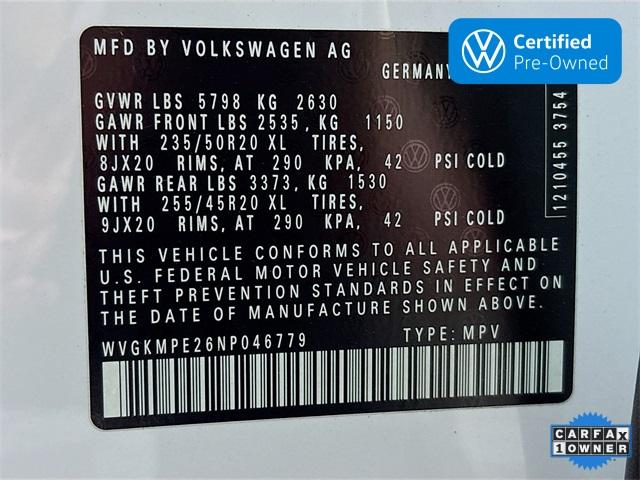 MFD BY VOLKSWAGEN AG
GERMANY
Certified
Pre-Owned
GVWR LBS 5798 KG 2630
GAWR FRONT LBS 2535, KG 1150
WITH 235/50R20 XL TIRES,
8JX20 RIMS, AT 290 KPA, 42 PSI COLD
GAWR REAR LBS 3373, KG 1530
WITH 255/45R20 XL TIRES,
9JX20 RIMS, AT 290 KPA, 42 PSI COLD
1210455 3754
THIS VEHICLE CONFORMS TO ALL APPLICABLE
U.S. FEDERAL MOTOR VEHICLE SAFETY AND
THEFT PREVENTION STANDARDS IN EFFECT ON
THE DATE OF MANUFACTURE SHOWN ABOVE.
WVGKMPE26NP046779 TYPE: MPV
CARFAX
1 OWNER